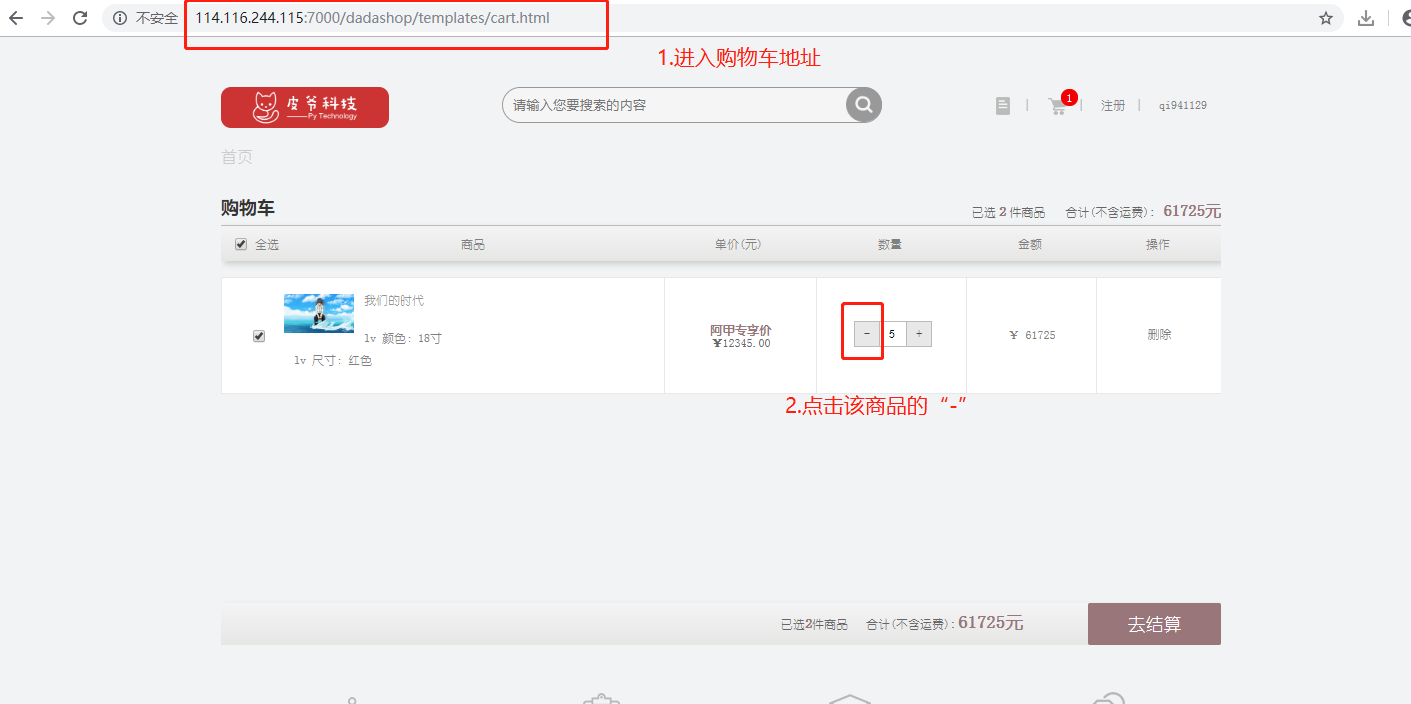 不安全 114.116.244.115:7000/dadashop/templates/cart.html
1.进入购物车地址
皮爷科技
——Py Technology
请输入您要搜索的内容
1
注册
qi941129
首页
购物车
已选 2 件商品 合计(不含运费): 61725元
全选 商品 单价(元) 数量 金额 操作
我们的时代
lv 颜色: 18寸
lv 尺寸: 红色
阿甲专享价
¥12345.00
- 5 +
¥ 61725
删除
2.点击该商品的“-”
已选2件商品 合计(不含运费):61725元
去结算